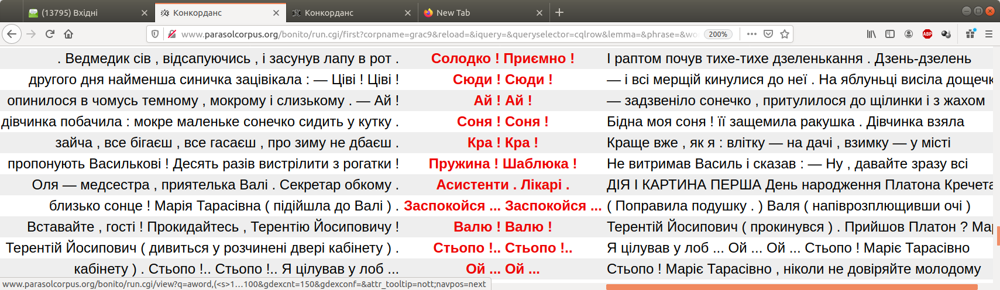 (13795) Вхідні Конкорданс Конкорданс New Tab
www.parasolcorpus.org/bonito/run.cgi/first?corpname=grac9&reload=&iquery=&queryselector=cqlrow&lemma=&phrase=&wo 200% ABP
. Ведмедик сів , відсапуючись , і засунув лапу в рот . Солодко ! Приємно ! І раптом почув тихе-тихе дзеленькання . Дзень-дзелень
другого дня найменша синичка зацівікала : — Ціві ! Ціві ! Сюди ! Сюди ! — і всі мерщій кинулися до неї . На яблуньці висіла дощечк
опинилося в чомусь темному , мокрому і слизькому . — Ай ! Ай ! Ай ! — задзвеніло сонечко , притулилося до щілинки і з жахом
дівчинка побачила : мокре маленьке сонечко сидить у кутку . Соня ! Соня ! Бідна моя соня ! її защемила ракушка . Дівчинка взяла
зайча , все бігаєш , все гасаєш , про зиму не дбаєш . Кра ! Кра ! Краще вже , як я : влітку — на дачі , взимку — у місті
пропонують Василькові ! Десять разів вистрілити з рогатки ! Пружина ! Шаблюка ! Не витримав Василь і сказав : — Ну , давайте зразу всі
Оля — медсестра , приятелька Валі . Секретар обкому . Асистенти . Лікарі . ДІЯ І КАРТИНА ПЕРША День народження Платона Кречета
близько сонце ! Марія Тарасівна ( підійшла до Валі ) . Заспокойся ... Заспокойся ... ( Поправила подушку . ) Валя ( напіврозплющивши очі )
Вставайте , гості ! Прокидайтесь , Терентію Йосиповичу ! Валю ! Валю ! Терентій Йосипович ( прокинувся ) . Прийшов Платон ? Мар
Терентій Йосипович ( дивиться у розчинені двері кабінету ) . Стьопо !.. Стьопо !.. Я цілував у лоб ... Ой ... Ой ... Стьопо ! Маріє Тарасівно
кабінету ) . Стьопо !.. Стьопо !.. Я цілував у лоб ... Ой ... Ой ... Стьопо ! Маріє Тарасівно , ніколи не довіряйте молодому
www.parasolcorpus.org/bonito/run.cgi/view?q=aword,(<s>1…100&gdexcnt=150&gdexconf=&attr_tooltip=nott;navpos=next